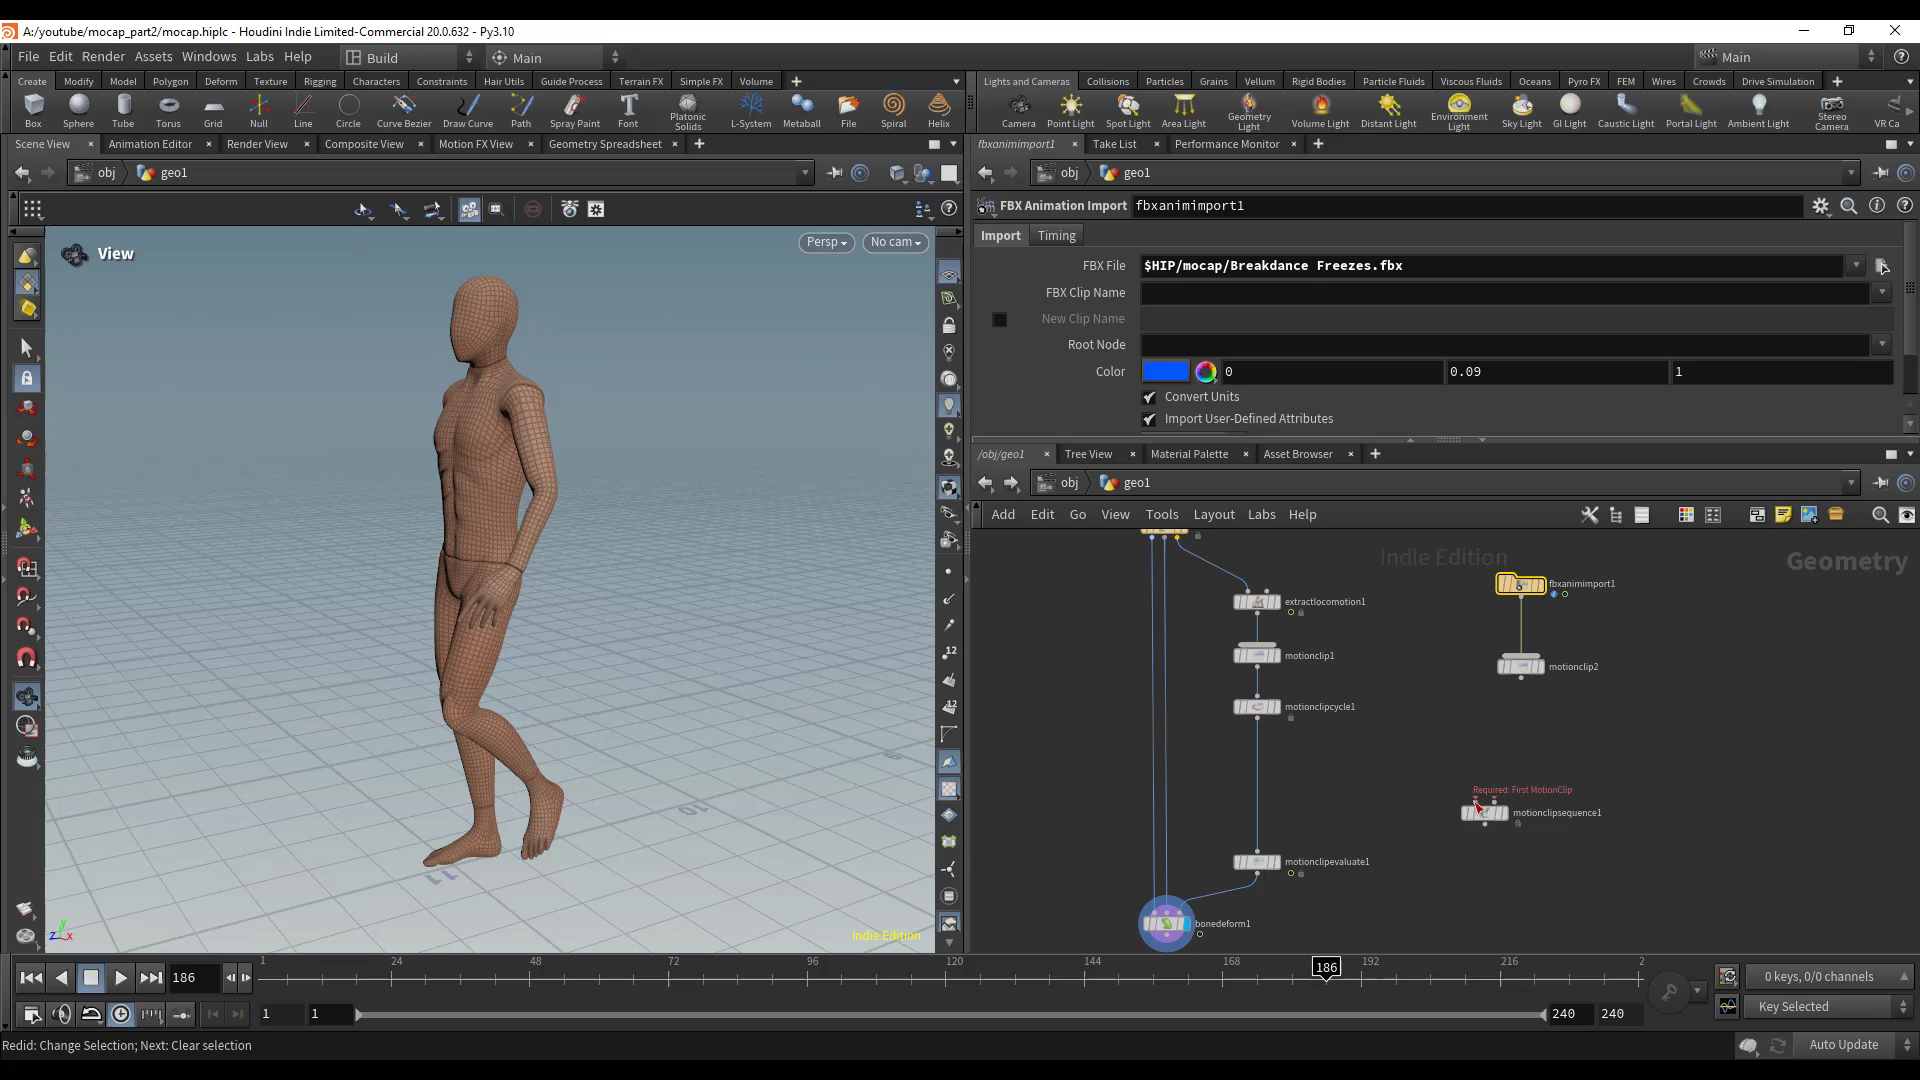 A:/youtube/mocap_part2/mocap.hiplc - Houdini Indie Limited-Commercial 20.0.632 - Py3.10
File Edit Render Assets Windows Labs Help Build Main Main
Create Modify Model Polygon Deform Texture Rigging Characters Constraints Hair Utils Guide Process Terrain FX Simple FX Volume
Lights and Cameras Collisions Particles Grains Vellum Rigid Bodies Particle Fluids Viscous Fluids Oceans Pyro FX FEM Wires Crowds Drive Simulation
Box Sphere Tube Torus Grid Null Line Circle Curve Bezier Draw Curve Path Spray Paint Font Platonic Solids L-System Metaball File Spiral Helix
Camera Point Light Spot Light Area Light Geometry Light Volume Light Distant Light Environment Light Sky Light GI Light Caustic Light Portal Light Ambient Light Stereo Camera VR Ca
Scene View Animation Editor Render View Composite View Motion FX View Geometry Spreadsheet
fbxanimimport1 Take List Performance Monitor
obj geo1
obj geo1
FBX Animation Import fbxanimimport1
Import Timing
View
Persp No cam
FBX File $HIP/mocap/Breakdance Freezes.fbx
FBX Clip Name
New Clip Name
Root Node
Color 0 0.09 1
Convert Units
Import User-Defined Attributes
/obj/geo1 Tree View Material Palette Asset Browser
obj geo1
Add Edit Go View Tools Layout Labs Help
Indie Edition
Geometry
fbxanimimport1
extractlocomotion1
motionclip1
motionclip2
motionclipcycle1
Required: First MotionClip
motionclipsequence1
motionclipevaluate1
bonedeform1
12
12
10
11
y
z x
Indie Edition
186
1 24 48 72 96 120 144 168 186 192 216 2
0 keys, 0/0 channels
1 1 240 240
Key Selected
Redid: Change Selection; Next: Clear selection
Auto Update